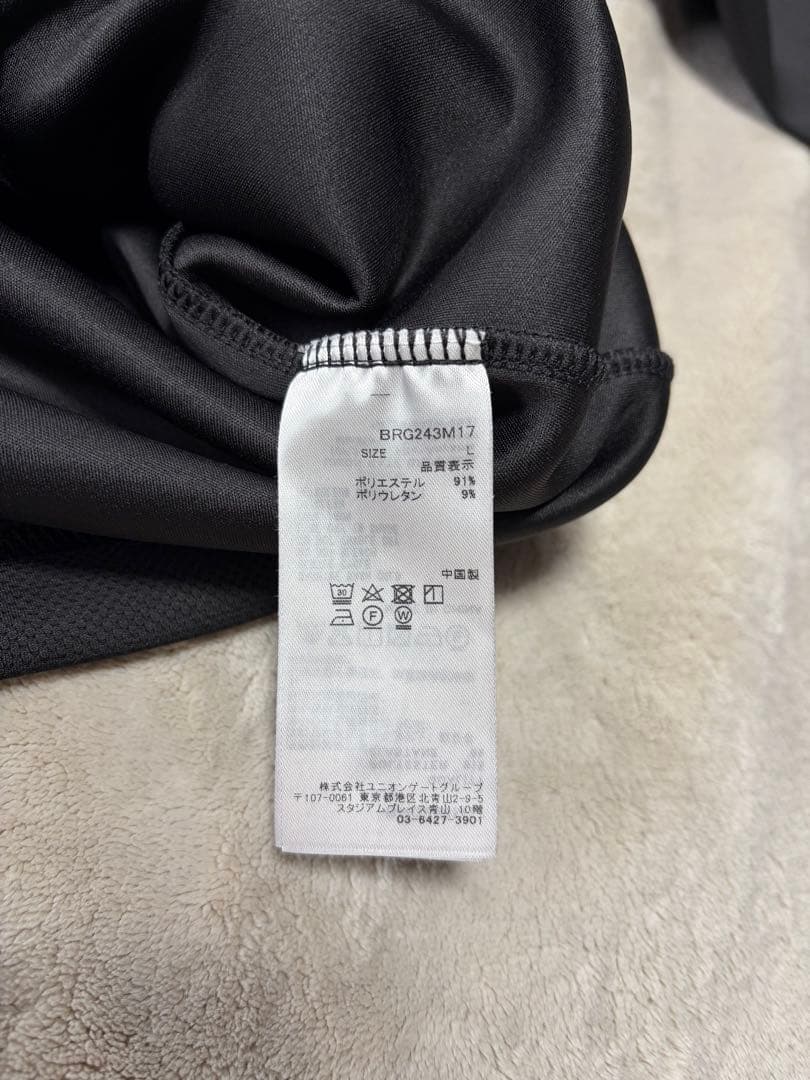 BRG243M17
SIZE L
品質表示
ポリエステル 91%
ポリウレタン 9%
中国製
30
F W
株式会社ユニオンゲートグループ
〒107-0061 東京都港区北青山2-9-5
スタジアムプレイス青山 10階
03-6427-3901